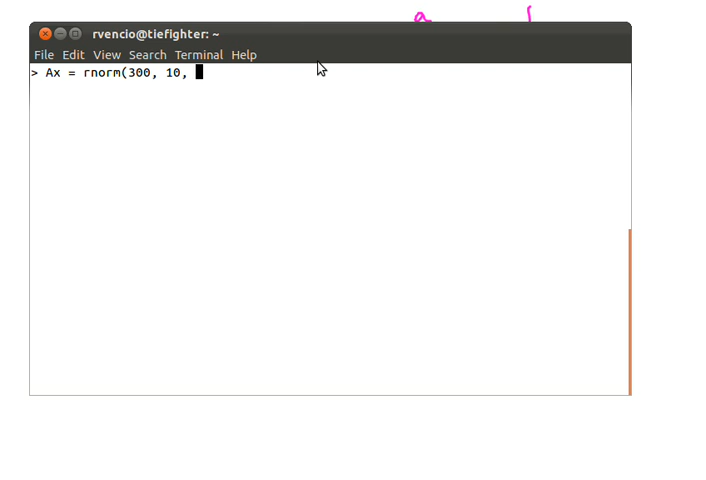 a
rvencio@tiefighter: ~
File Edit View Search Terminal Help
> Ax = rnorm(300, 10,